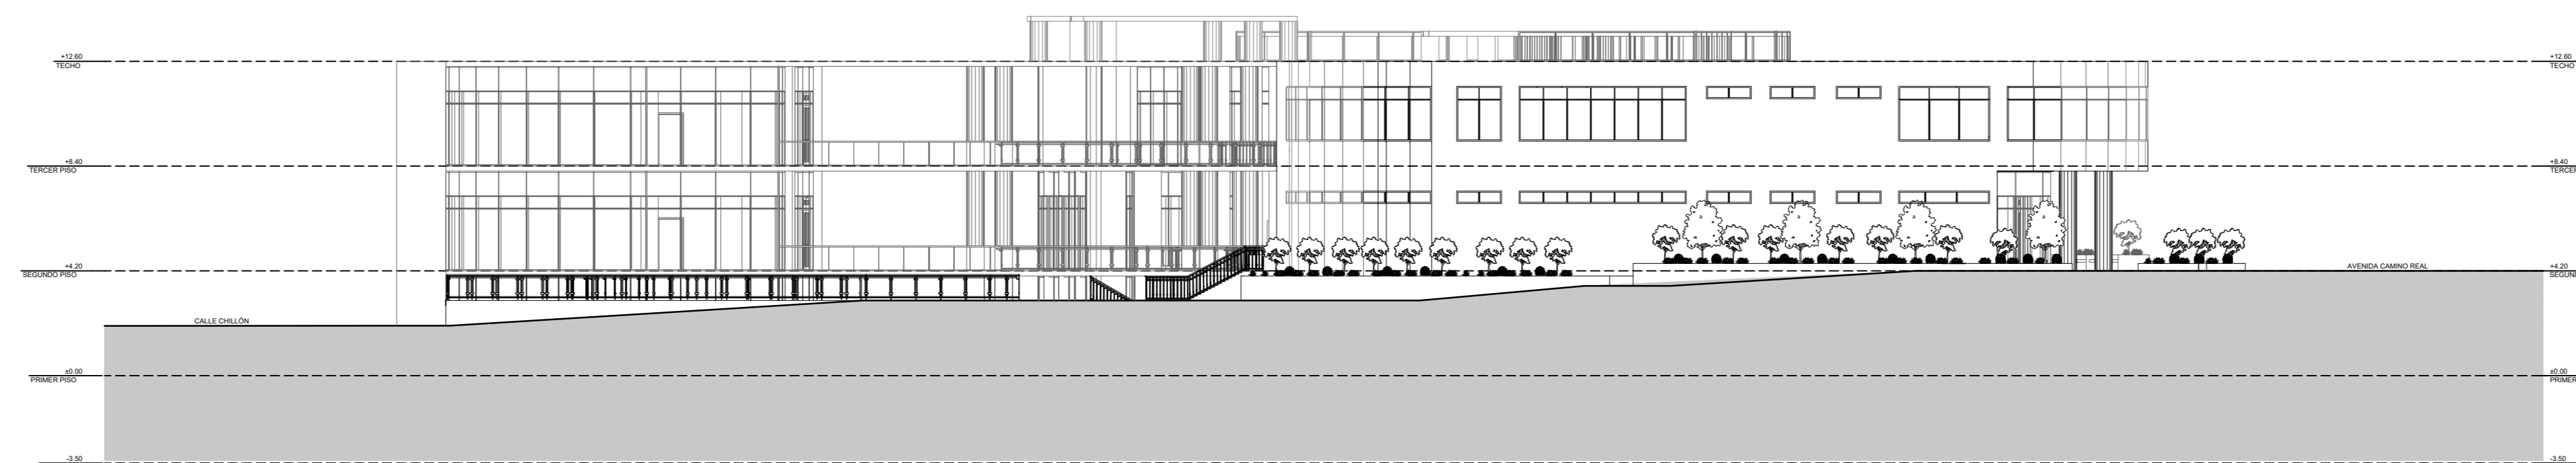 +12.60
TECHO
+12.60
TECHO
+8.40
TERCER PISO
+8.40
TERCER
+4.20
SEGUNDO PISO
AVENIDA CAMINO REAL
+4.20
SEGUN
CALLE CHILLÓN
±0.00
PRIMER PISO
±0.00
PRIMER
-3.50
-3.50